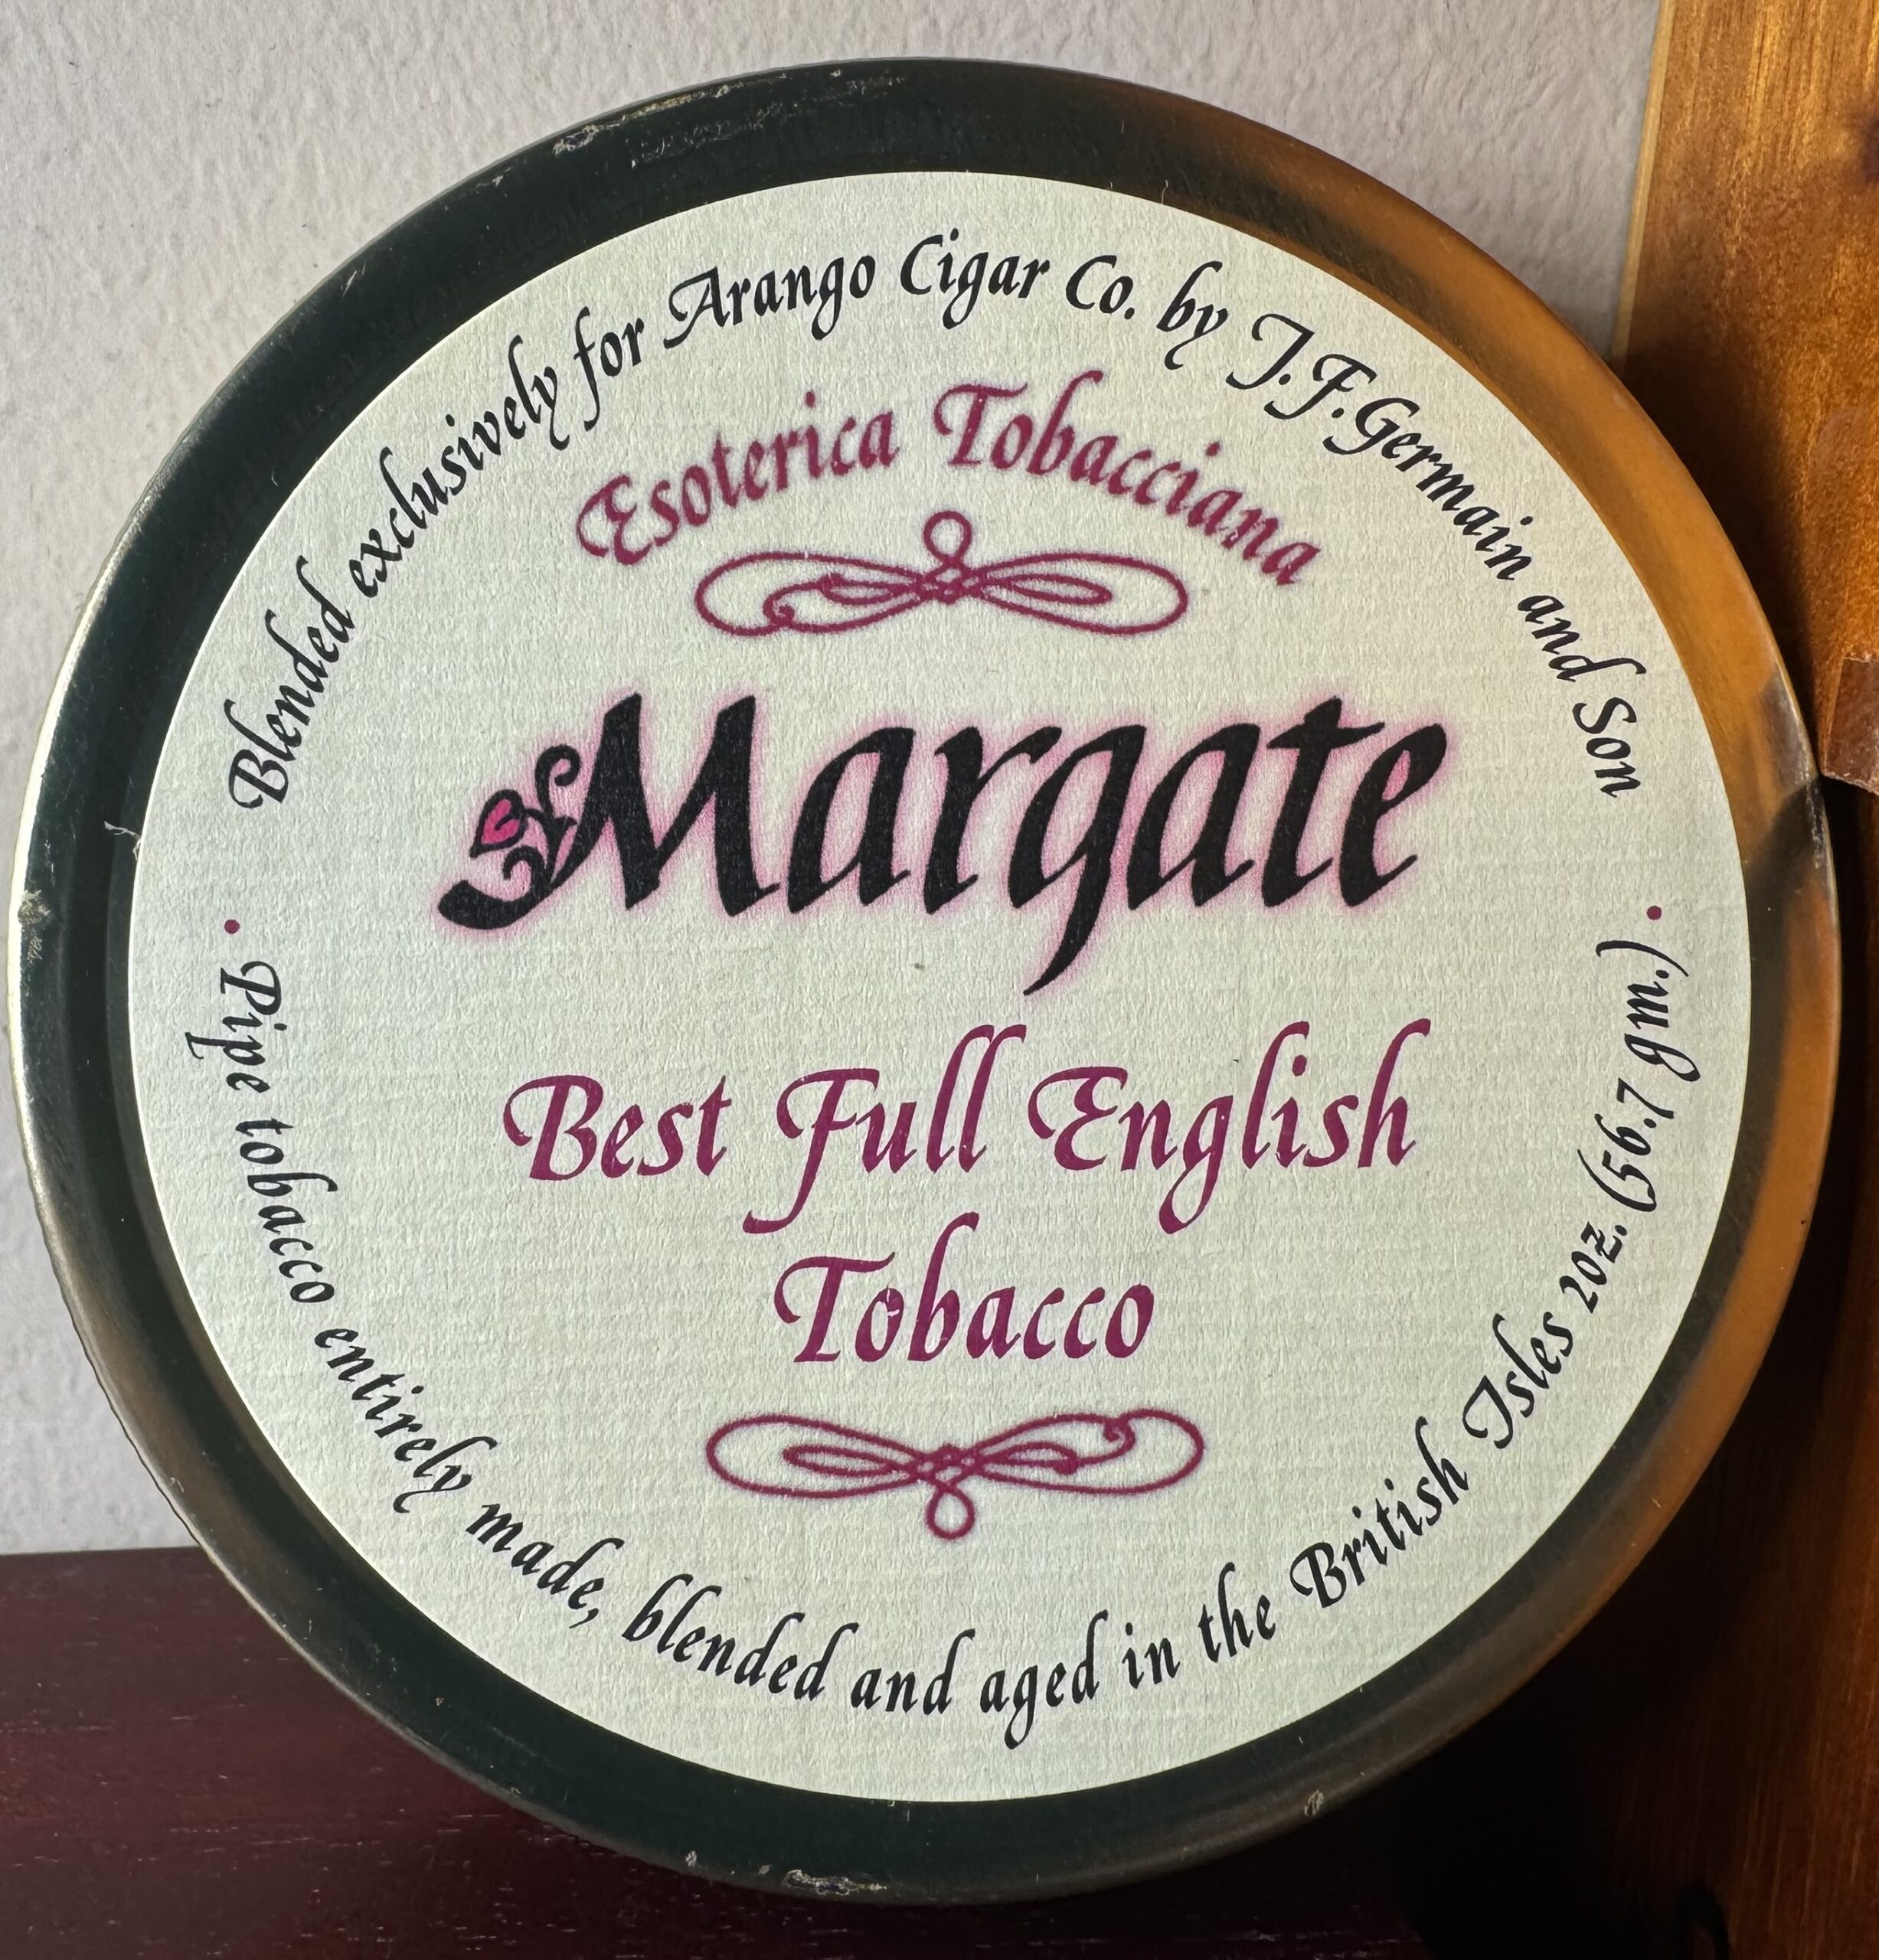 Blended exclusively for Arango Cigar Co. by J.F.Germain and Son
Esoterica Tobacciana
Margate
Best Full English
Tobacco
• Pipe tobacco entirely made, blended and aged in the British Isles 2oz. (56.7 gm.) •